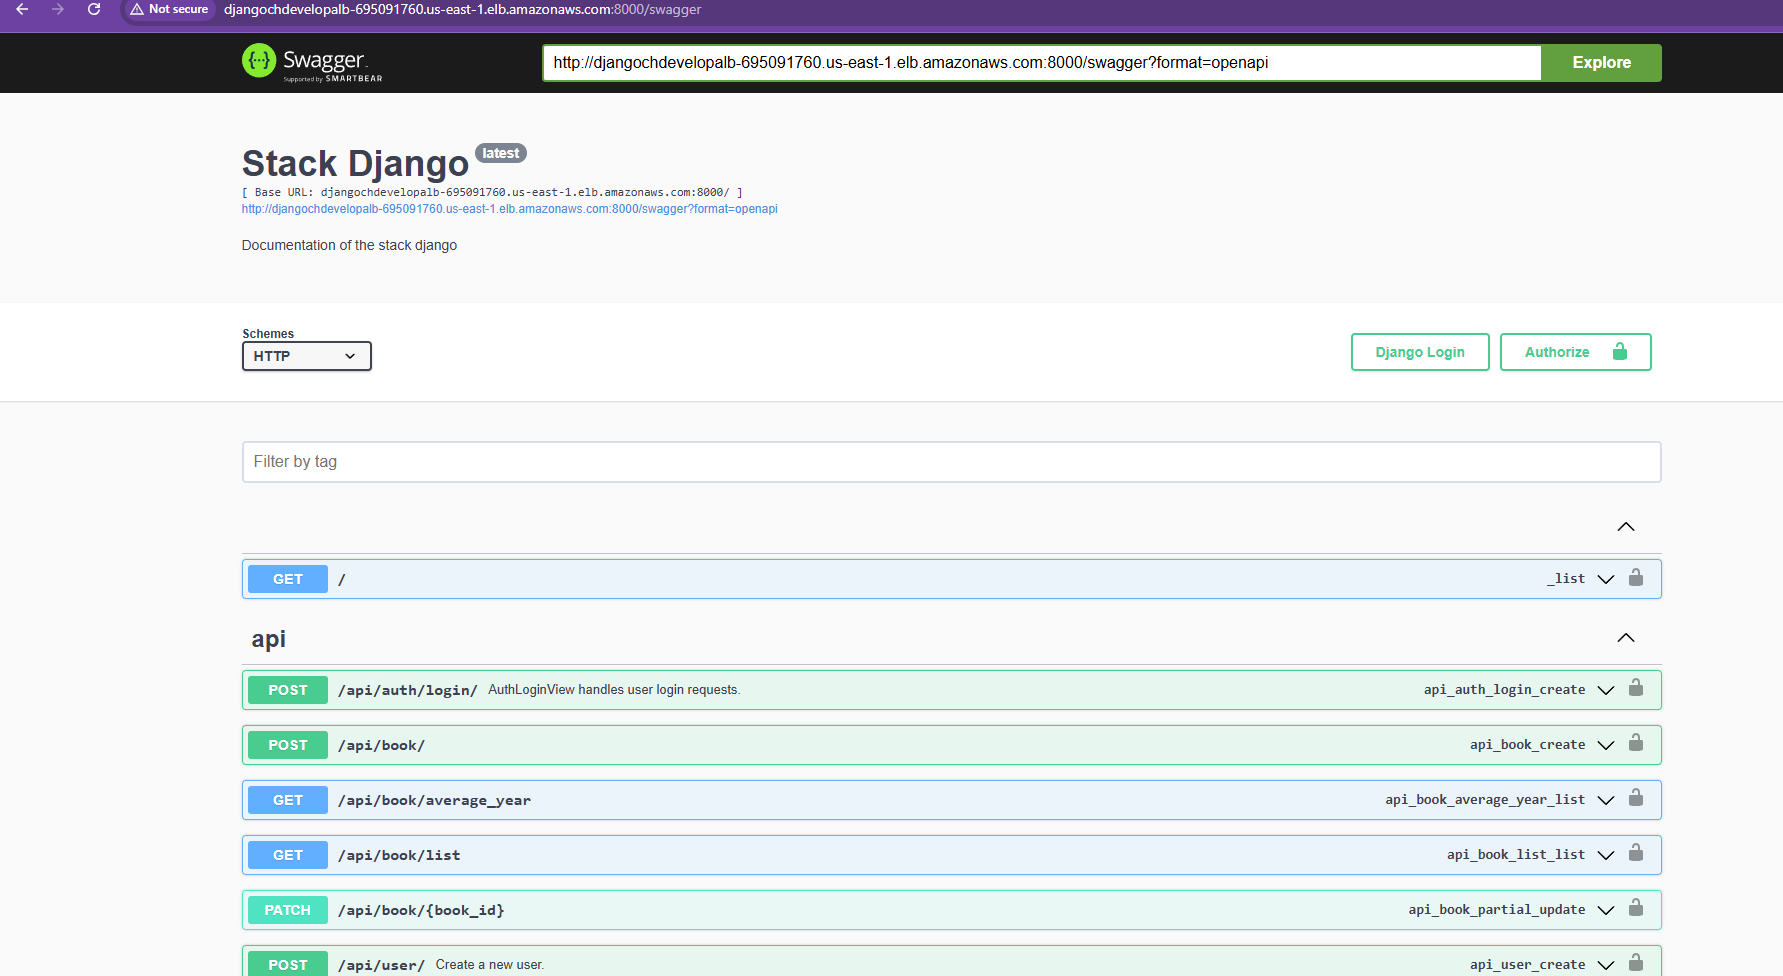 Not secure djangochdevelopalb-695091760.us-east-1.elb.amazonaws.com:8000/swagger
{··} Swagger.
Supported by SMARTBEAR
http://djangochdevelopalb-695091760.us-east-1.elb.amazonaws.com:8000/swagger?format=openapi Explore
Stack Django latest
[ Base URL: djangochdevelopalb-695091760.us-east-1.elb.amazonaws.com:8000/ ]
http://djangochdevelopalb-695091760.us-east-1.elb.amazonaws.com:8000/swagger?format=openapi
Documentation of the stack django
Schemes
HTTP
Django Login Authorize
Filter by tag
GET / _list
api
POST /api/auth/login/ AuthLoginView handles user login requests. api_auth_login_create
POST /api/book/ api_book_create
GET /api/book/average_year api_book_average_year_list
GET /api/book/list api_book_list_list
PATCH /api/book/{book_id} api_book_partial_update
POST /api/user/ Create a new user. api_user_create